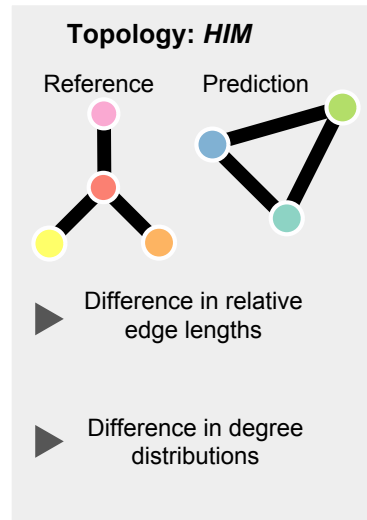 Topology: HIM
Reference Prediction
Difference in relative
edge lengths
Difference in degree
distributions